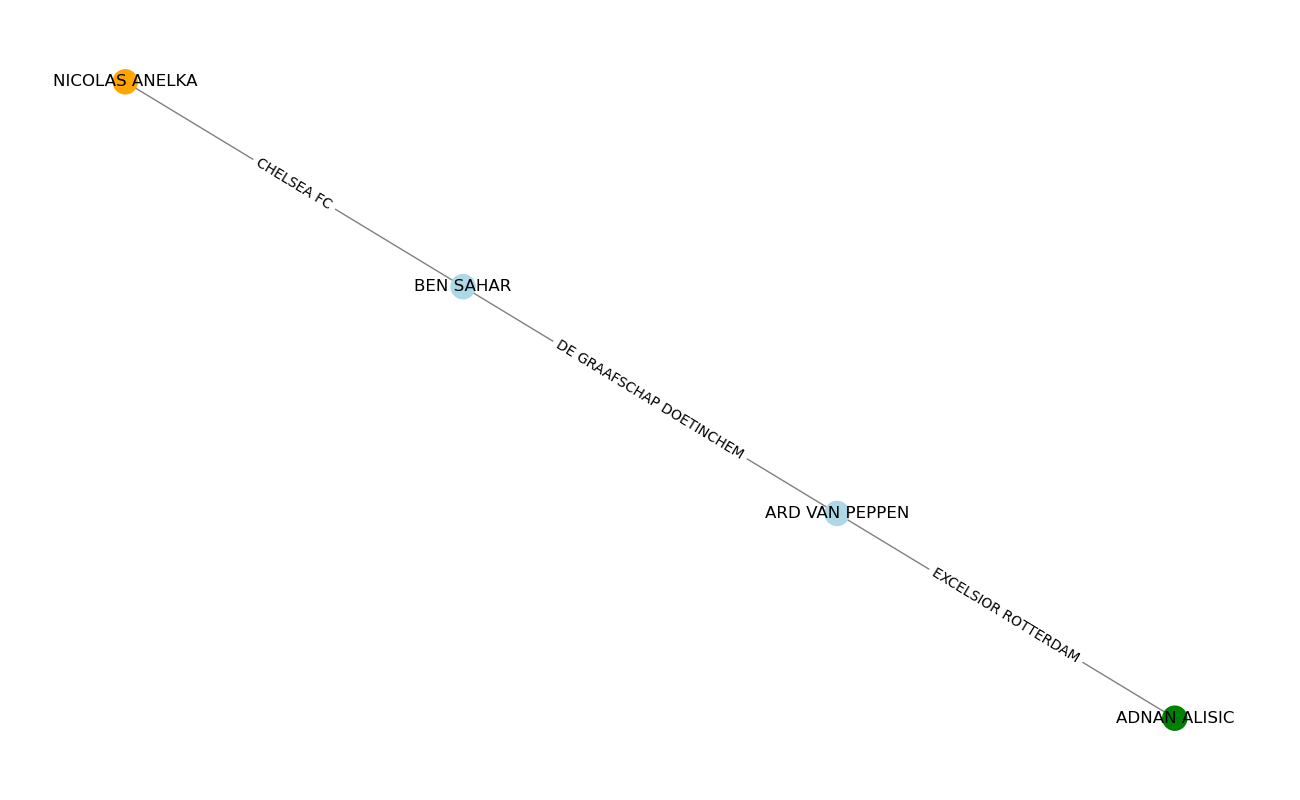 NICOLAS ANELKA
CHELSEA FC
BEN SAHAR
DE GRAAFSCHAP DOETINCHEM
ARD VAN PEPPEN
EXCELSIOR ROTTERDAM
ADNAN ALISIC